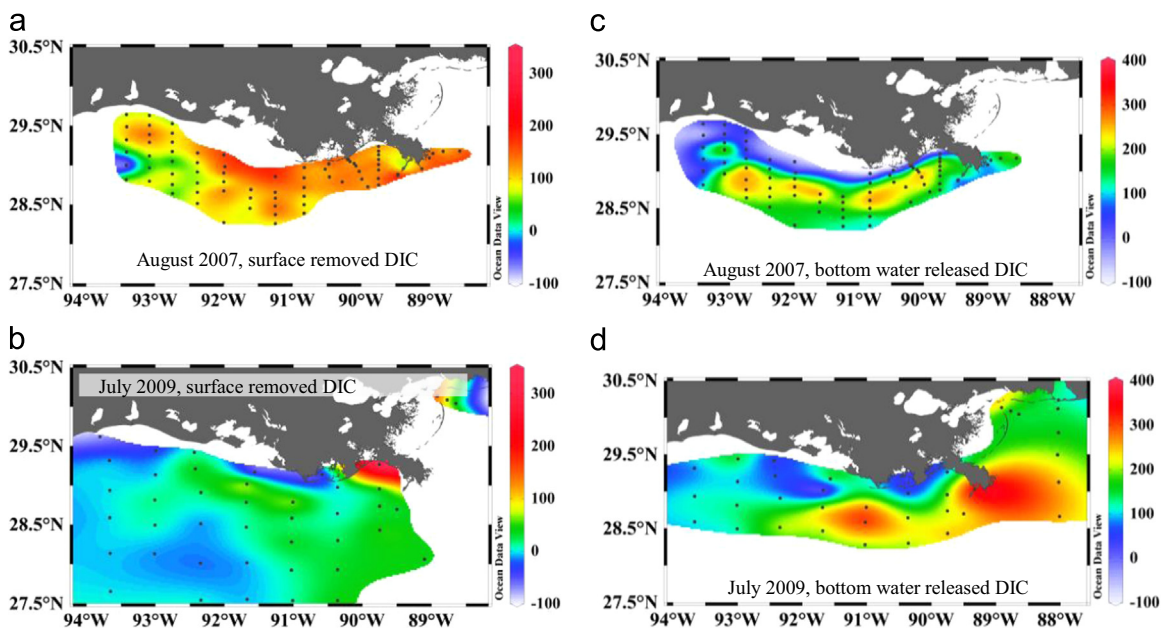 a
30.5°N
29.5°N
28.5°N
27.5°N
94°W 93°W 92°W 91°W 90°W 89°W
300
200
100
0
-100
Ocean Data View
August 2007, surface removed DIC
c
30.5°N
29.5°N
28.5°N
27.5°N
94°W 93°W 92°W 91°W 90°W 89°W 88°W
400
300
200
100
0
-100
Ocean Data View
August 2007, bottom water released DIC
b
July 2009, surface removed DIC
30.5°N
29.5°N
28.5°N
27.5°N
94°W 93°W 92°W 91°W 90°W 89°W
300
200
100
0
-100
Ocean Data View
d
30.5°N
29.5°N
28.5°N
27.5°N
94°W 93°W 92°W 91°W 90°W 89°W 88°W
400
300
200
100
0
-100
Ocean Data View
July 2009, bottom water released DIC